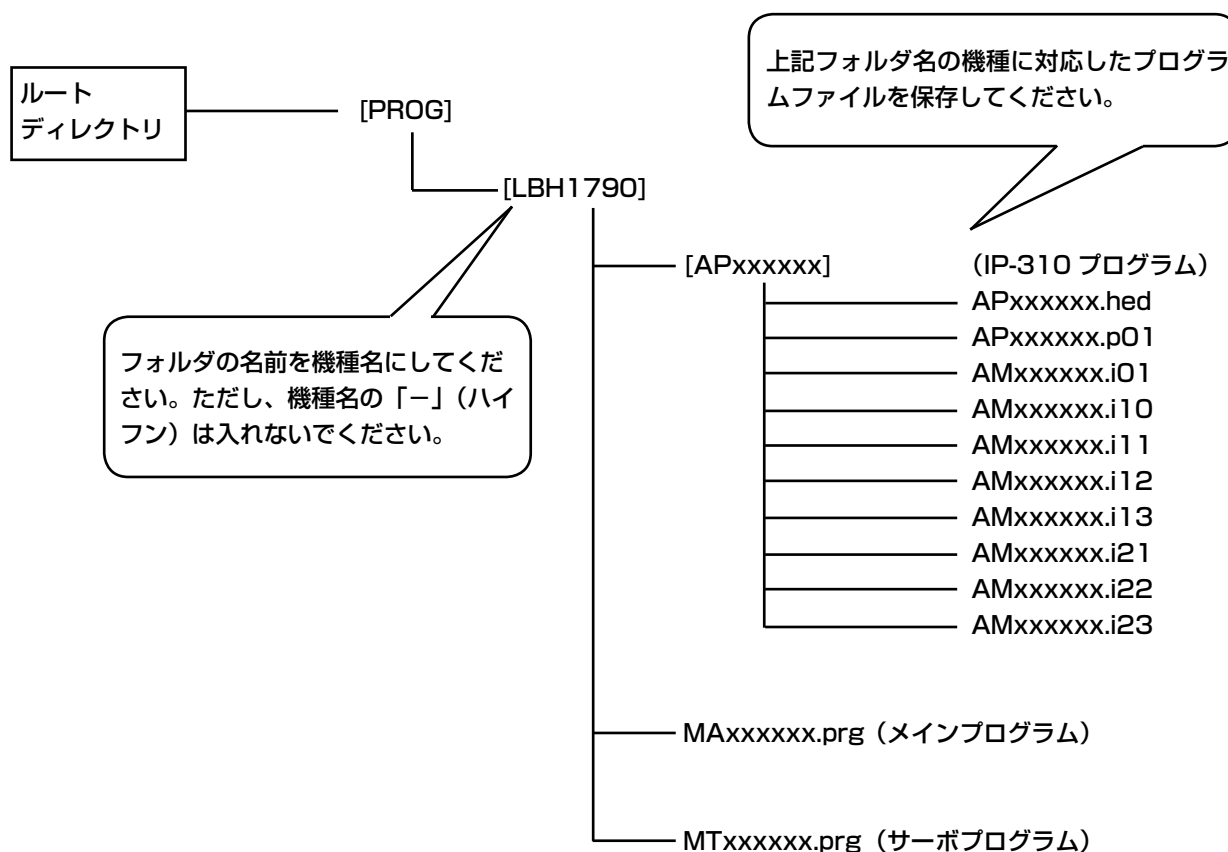 上記フォルダ名の機種に対応したプログラ
ムファイルを保存してください。
ルート
ディレクトリ
[PROG]
[LBH1790]
[APxxxxxx]
（IP-310 プログラム）
APxxxxxx.hed
APxxxxxx.p01
AMxxxxxx.i01
AMxxxxxx.i10
AMxxxxxx.i11
AMxxxxxx.i12
AMxxxxxx.i13
AMxxxxxx.i21
AMxxxxxx.i22
AMxxxxxx.i23
フォルダの名前を機種名にしてくだ
さい。ただし、機種名の「－」（ハイ
フン）は入れないでください。
MAxxxxxx.prg（メインプログラム）
MTxxxxxx.prg（サーボプログラム）